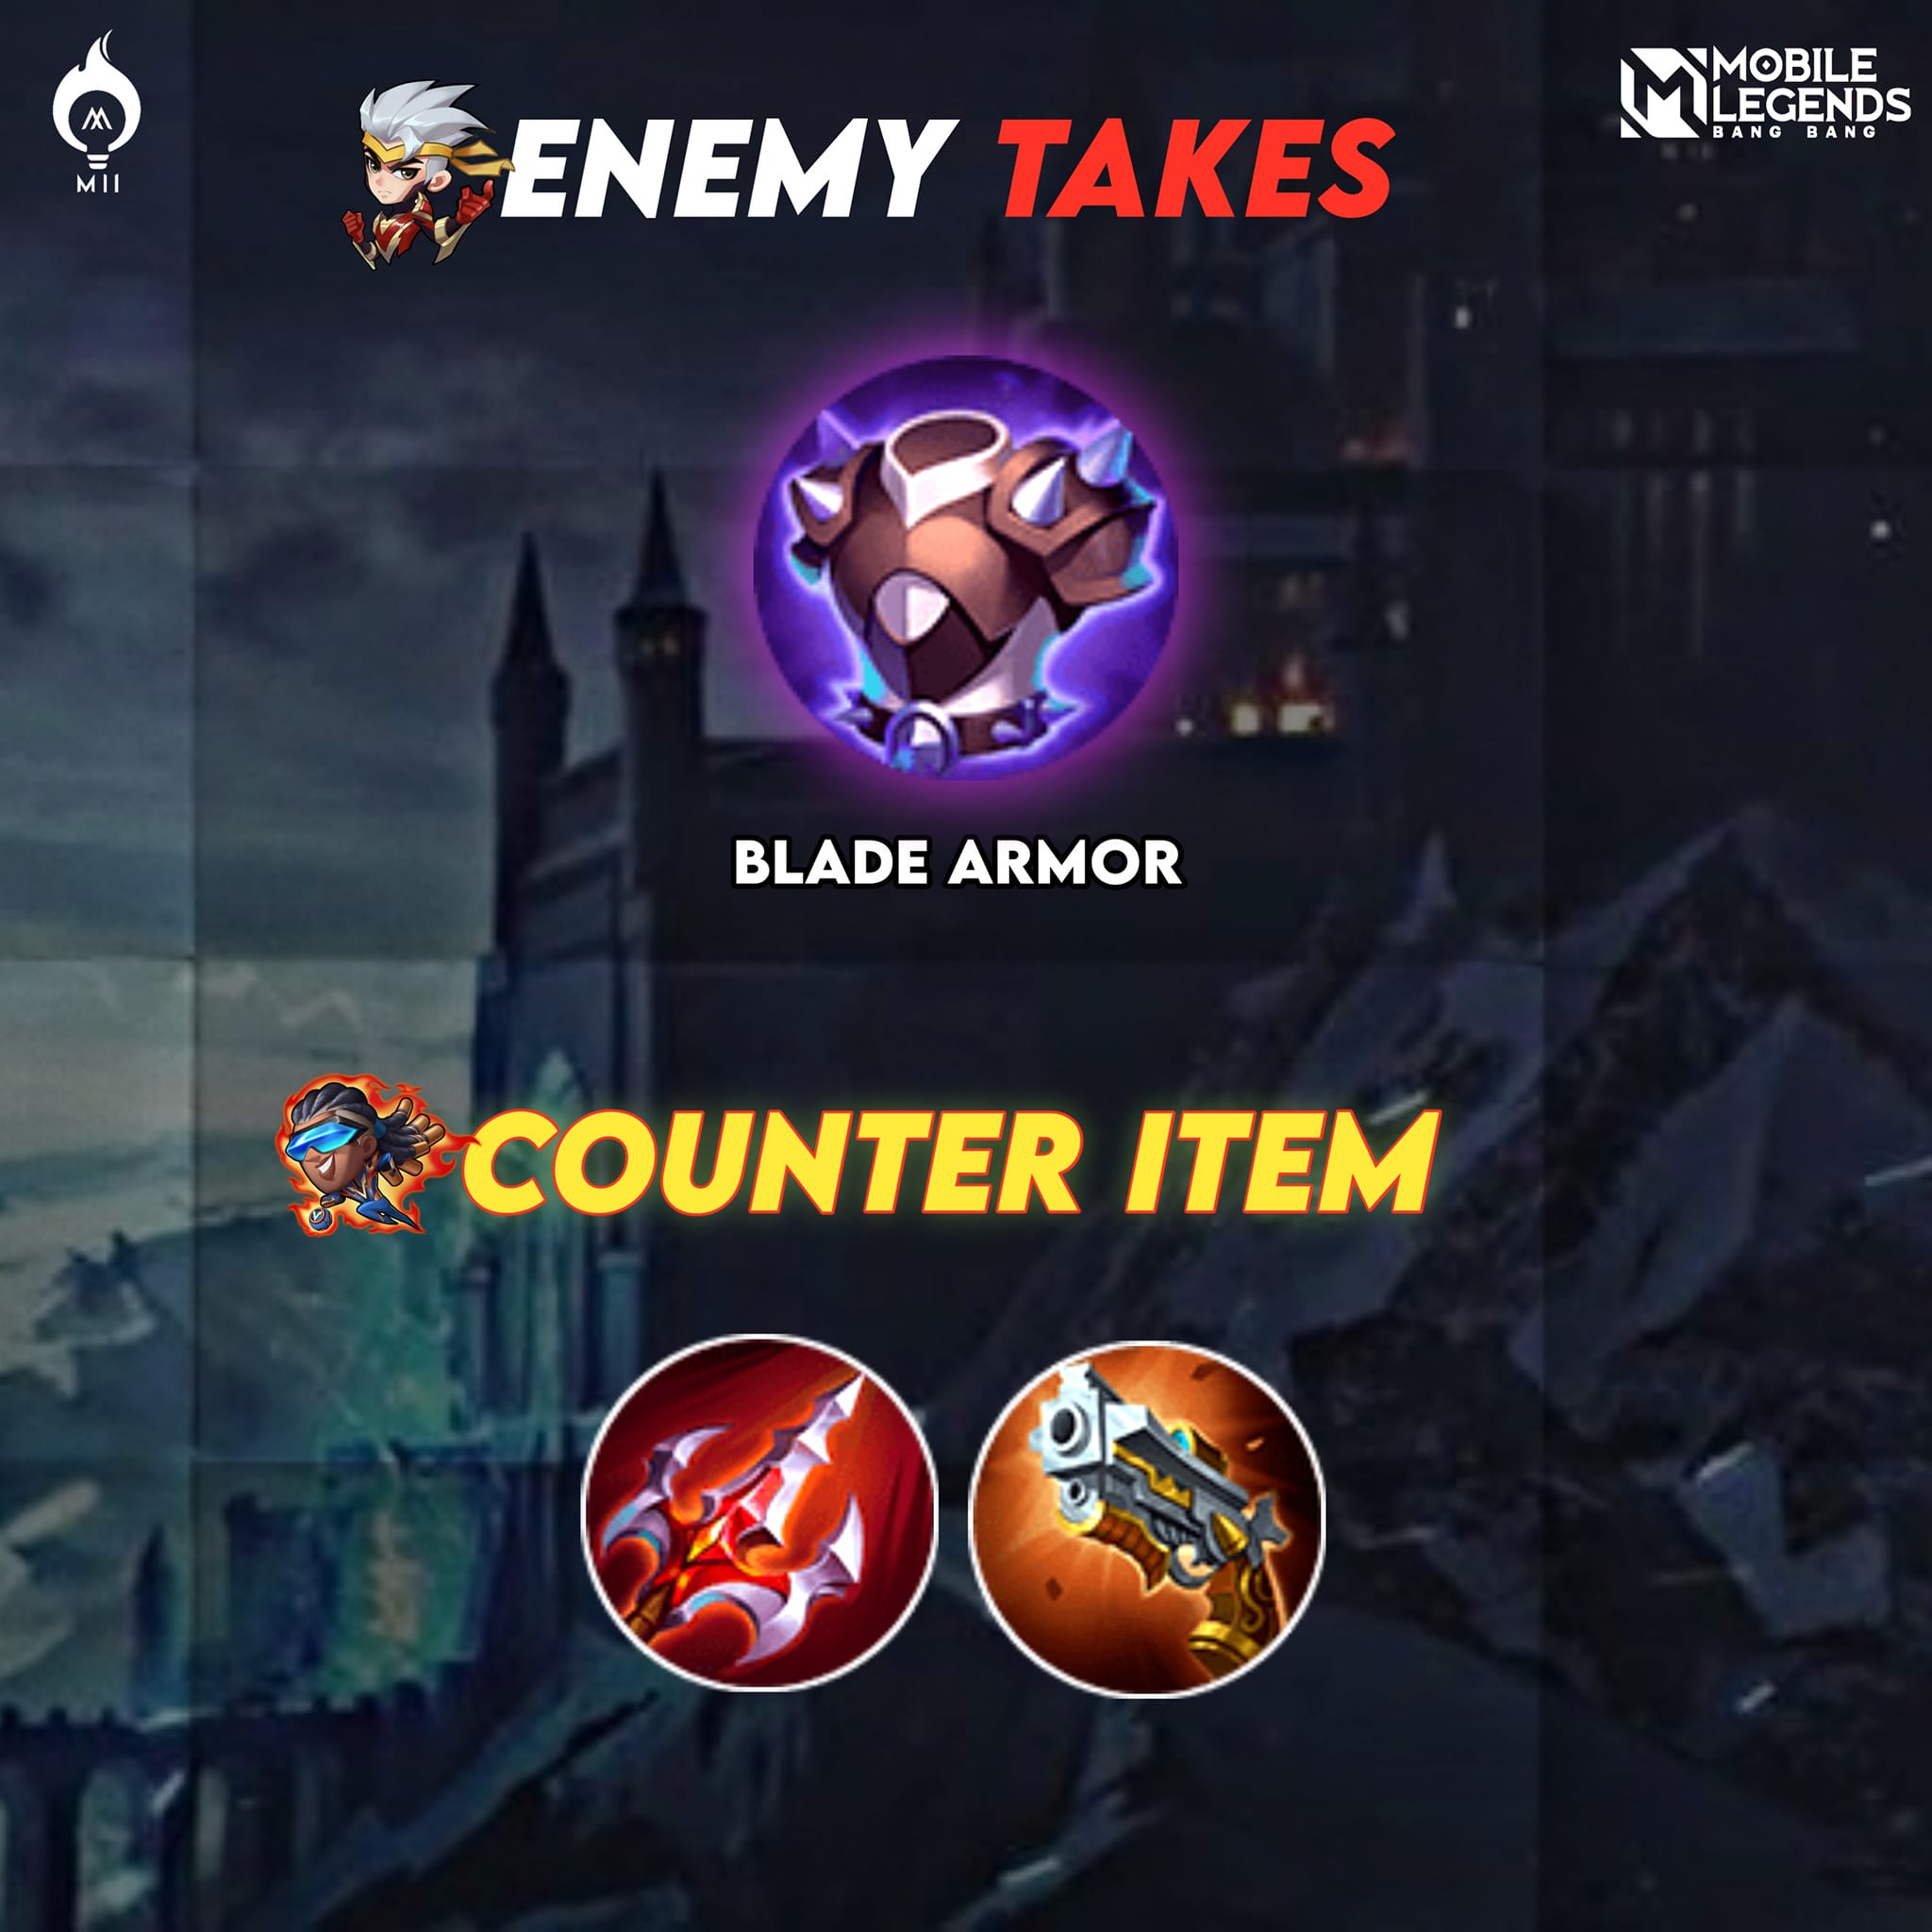 MII
MOBILE
LEGENDS
BANG BANG
ENEMY TAKES
BLADE ARMOR
COUNTER ITEM